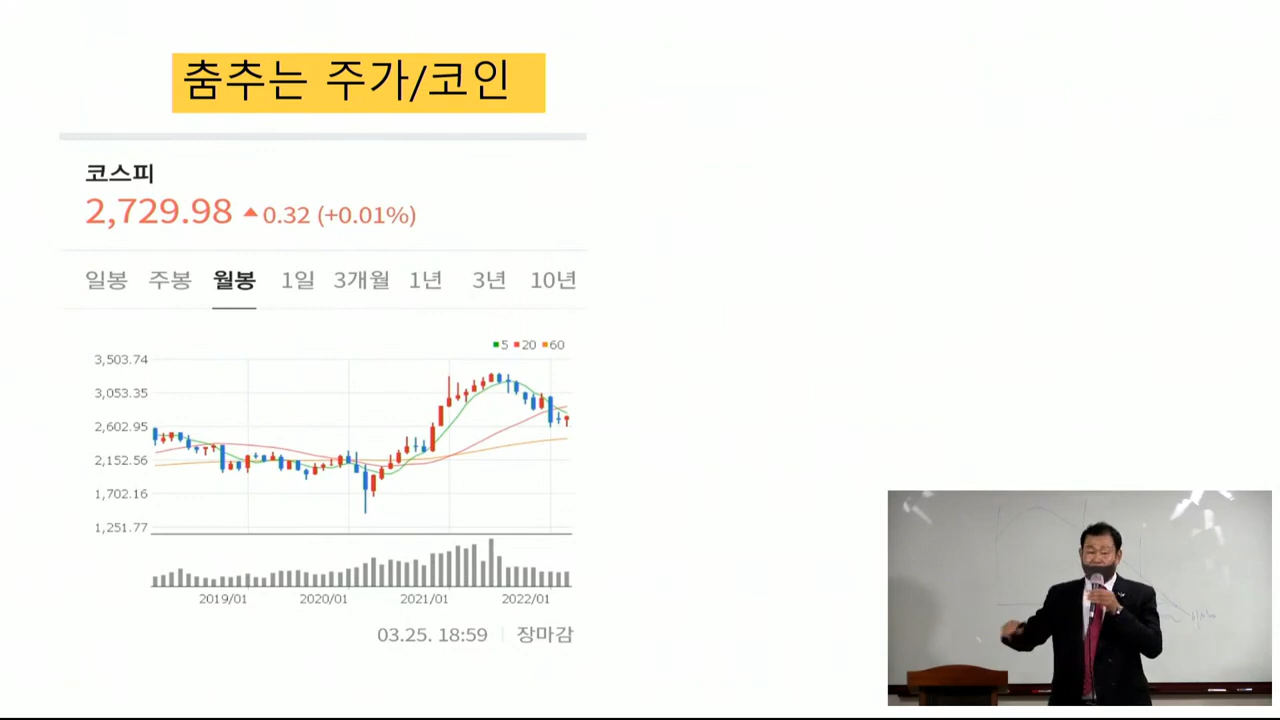 춤추는 주가/코인
코스피
2,729.98 ▲0.32 (+0.01%)
일봉 주봉 월봉 1일 3개월 1년 3년 10년
5 20 60
3,503.74
3,053.35
2,602.95
2,152.56
1,702.16
1,251.77
2019/01 2020/01 2021/01 2022/01
03.25. 18:59 장마감